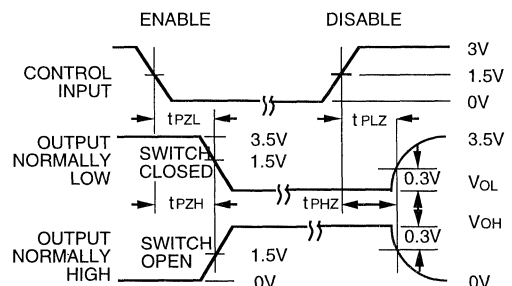 ENABLE DISABLE
CONTROL INPUT
3V
1.5V
0V
tPZL
tPLZ
OUTPUT NORMALLY LOW
SWITCH CLOSED
3.5V
1.5V
3.5V
0.3V
VOL
tPZH
tPHZ
VOH
0.3V
OUTPUT NORMALLY HIGH
SWITCH OPEN
1.5V
0V
0V